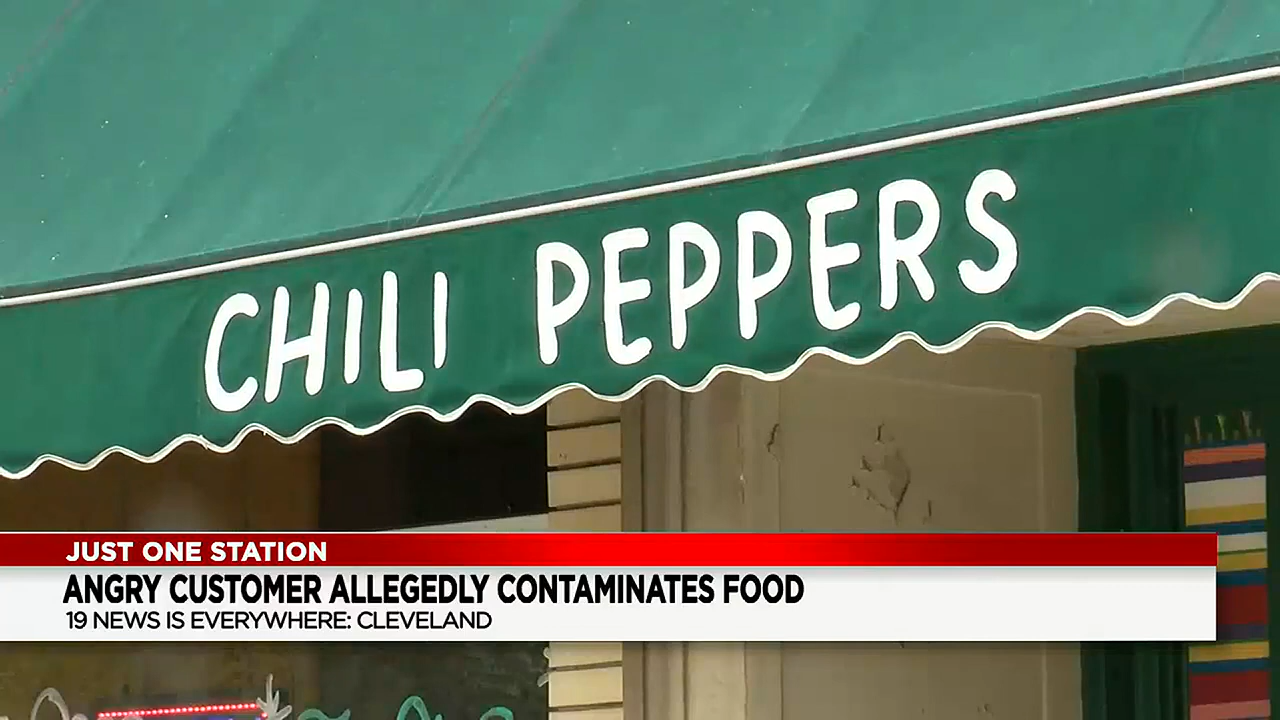 CHILI PEPPERS
JUST ONE STATION
ANGRY CUSTOMER ALLEGEDLY CONTAMINATES FOOD
19 NEWS IS EVERYWHERE: CLEVELAND